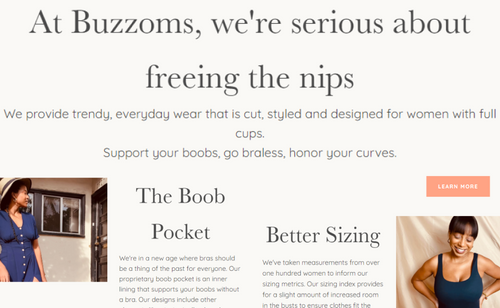 At Buzzoms, we're serious about
freeing the nips
We provide trendy, everyday wear that is cut, styled and designed for women with full
cups.
Support your boobs, go braless, honor your curves.
LEARN MORE
The Boob
Pocket
We're in a new age where bras should
be a thing of the past for everyone. Our
proprietary boob pocket is an inner
lining that supports your boobs without
a bra. Our designs include other
Better Sizing
We've taken measurements from over
one hundred women to inform our
sizing metrics. Our sizing index provides
for a slight amount of increased room
in the busts to ensure clothes fit the